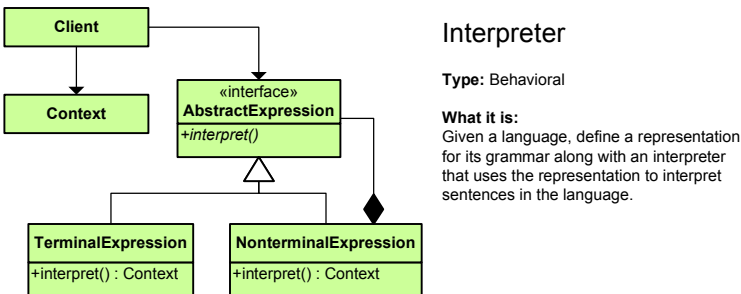 Client
Context
«interface»
AbstractExpression
+interpret()
TerminalExpression
+interpret() : Context
NonterminalExpression
+interpret() : Context
Interpreter
Type: Behavioral
What it is:
Given a language, define a representation
for its grammar along with an interpreter
that uses the representation to interpret
sentences in the language.